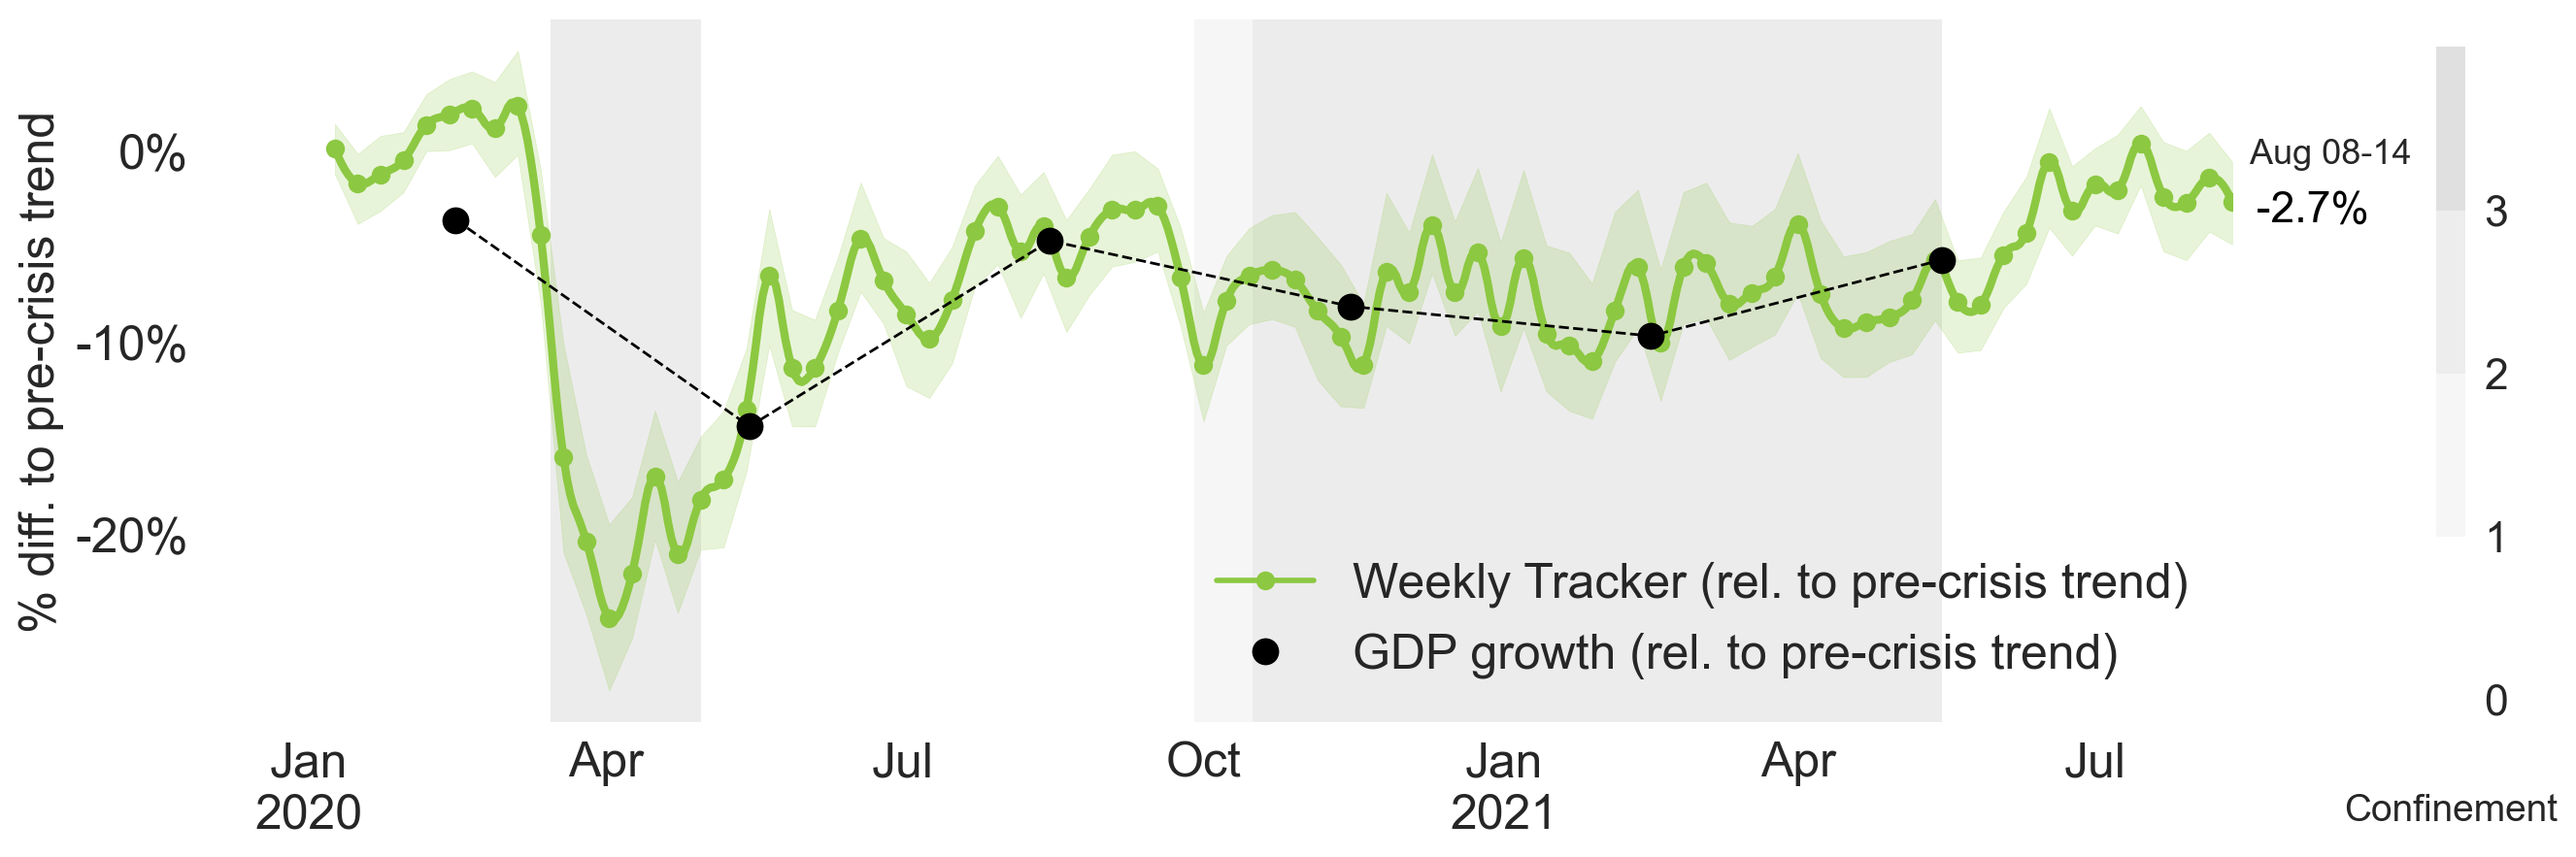 % diff. to pre-crisis trend
0%
-10%
-20%
Aug 08-14
-2.7%
3
2
1
0
Weekly Tracker (rel. to pre-crisis trend)
GDP growth (rel. to pre-crisis trend)
Jan Apr Jul Oct Jan Apr Jul
2020 2021
Confinement